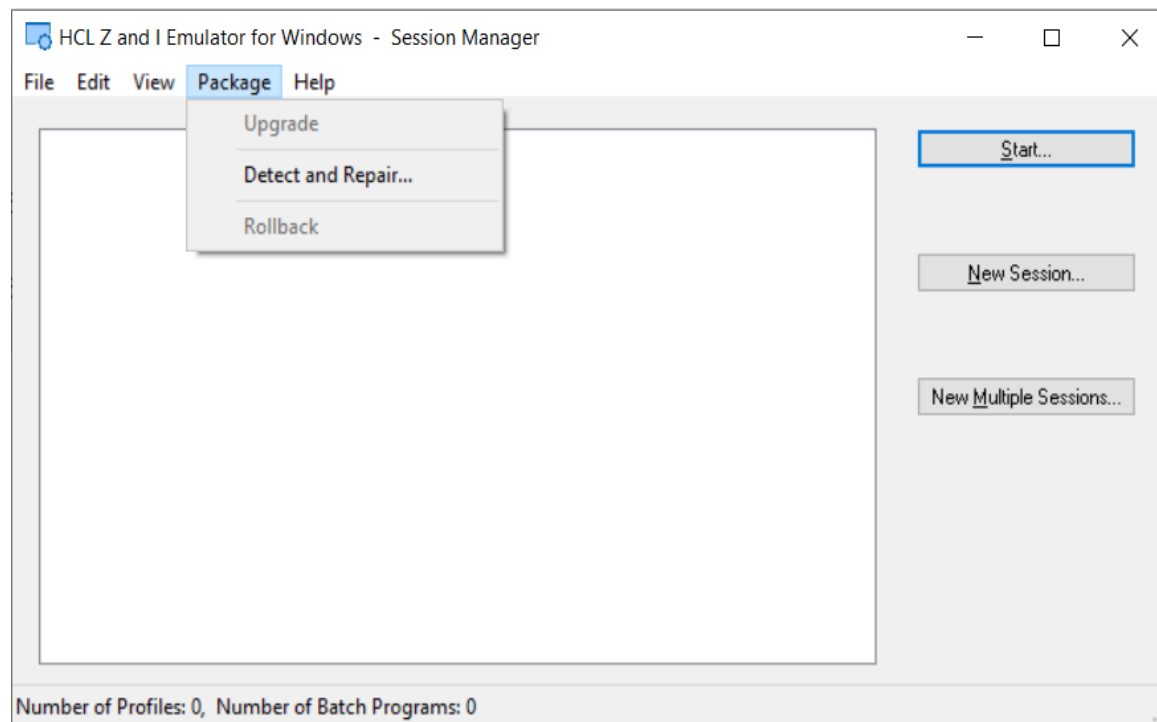 HCL Z and I Emulator for Windows - Session Manager
File Edit View Package Help
Upgrade
Detect and Repair...
Rollback
Start...
New Session...
New Multiple Sessions...
Number of Profiles: 0, Number of Batch Programs: 0